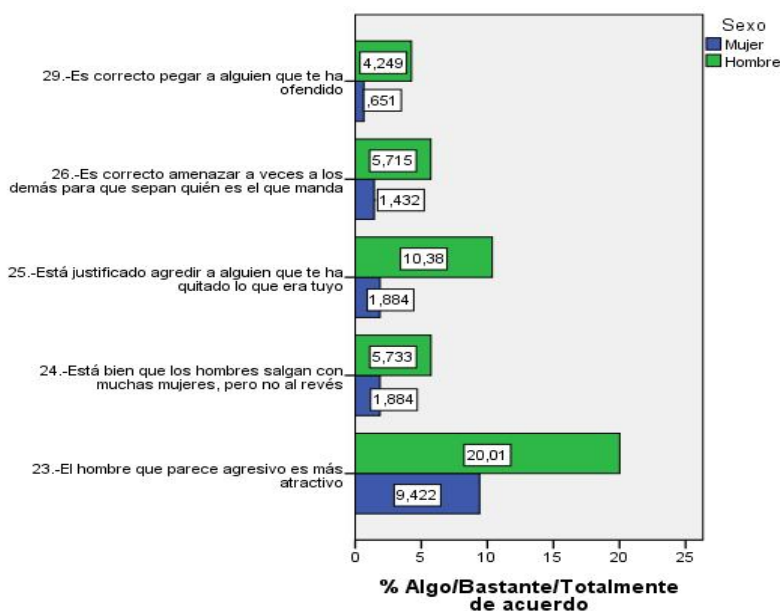 Sexo
Mujer
Hombre
29.-Es correcto pegar a alguien que te ha
ofendido
4,249
,651
26.-Es correcto amenazar a veces a los
demás para que sepan quién es el que manda
5,715
1,432
25.-Está justificado agredir a alguien que te ha
quitado lo que era tuyo
10,38
1,884
24.-Está bien que los hombres salgan con
muchas mujeres, pero no al revés
5,733
1,884
23.-El hombre que parece agresivo es más
atractivo
20,01
9,422
0 5 10 15 20 25
% Algo/Bastante/Totalmente
de acuerdo